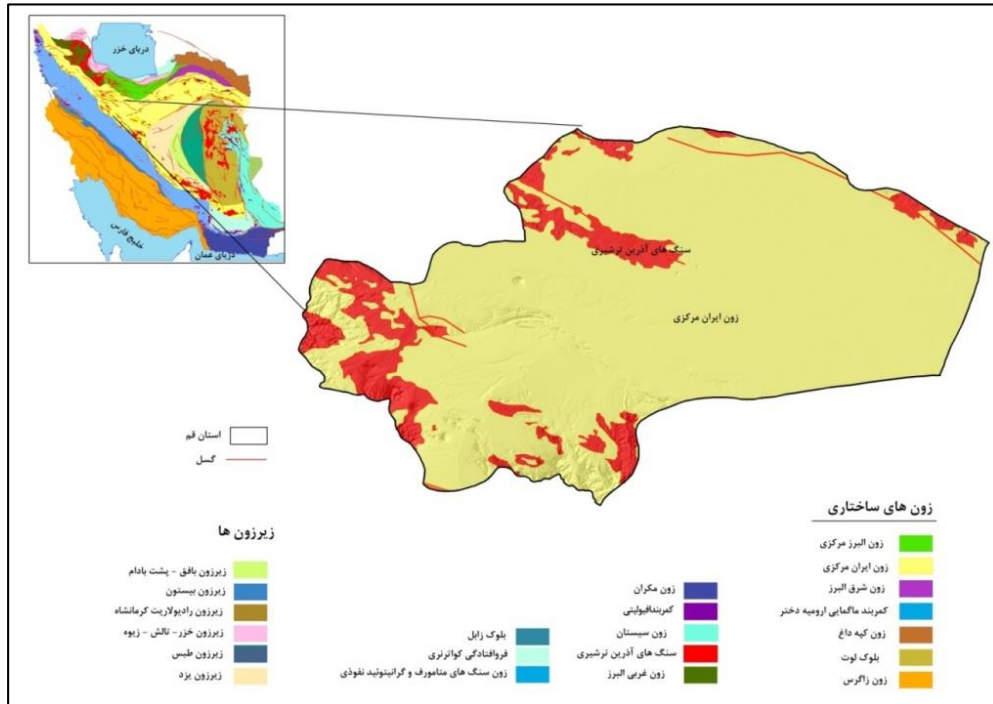 دریای خزر
خلیج فارس
دریای عمان
سنگ های آذرین ترشیری
زون ایران مرکزی
استان قم
گسل
زون های ساختاری
زون البرز مرکزی
زون ایران مرکزی
زون شرق البرز
کمربند ماگمایی ارومیه دختر
زون کپه داغ
بلوک لوت
زون زاگرس
زون مکران
کمربندافیولیتی
زون سیستان
سنگ های آذرین ترشیری
زون غربی البرز
بلوک زابل
فروافتادگی کواترنری
زون سنگ های متامورف و گرانیتوئید نفوذی
زیرزون ها
زیرزون بافق - پشت بادام
زیرزون بیستون
زیرزون رادیولاریت کرمانشاه
زیرزون خزر- تالش - زیوه
زیرزون طبس
زیرزون یزد